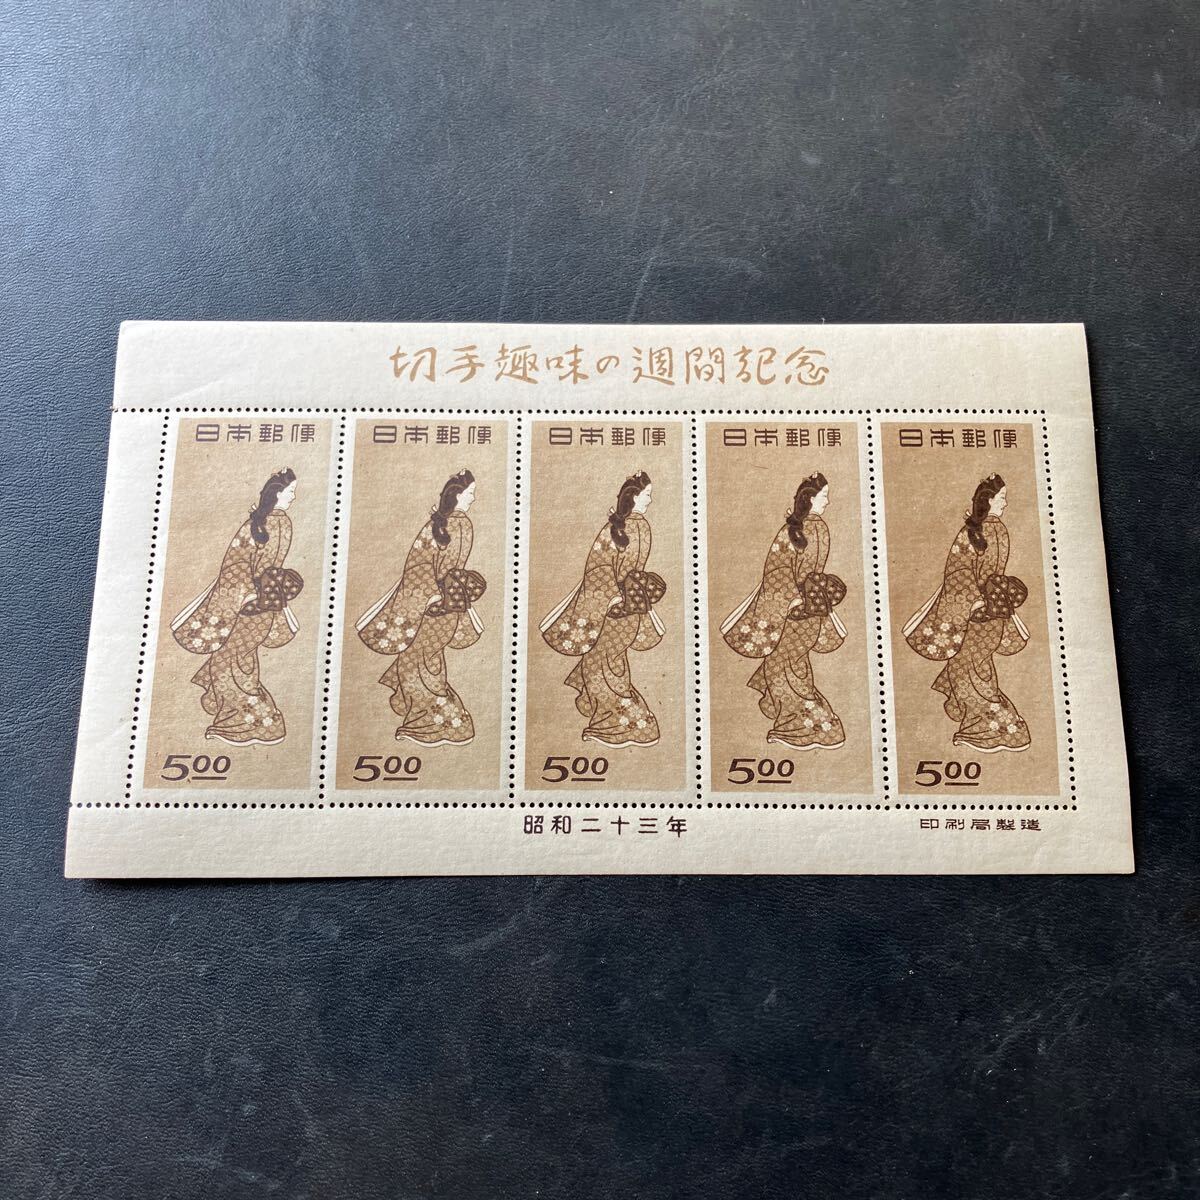 切手趣味の週間記念
日本郵便 日本郵便 日本郵便 日本郵便 日本郵便
5.00 5.00 5.00 5.00 5.00
昭和二十三年 印刷局製造